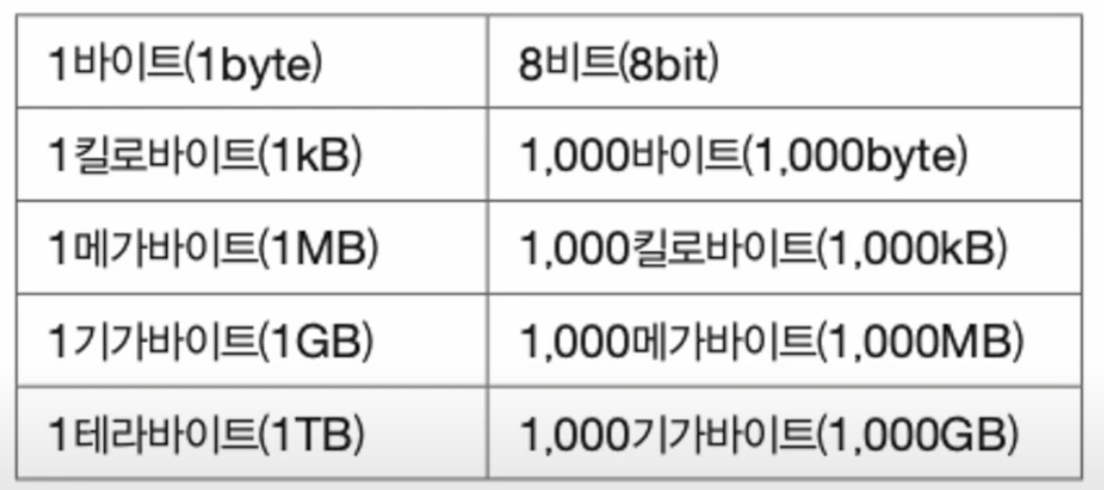 1바이트(1byte) 8비트(8bit)
1킬로바이트(1kB) 1,000바이트(1,000byte)
1메가바이트(1MB) 1,000킬로바이트(1,000kB)
1기가바이트(1GB) 1,000메가바이트(1,000MB)
1테라바이트(1TB) 1,000기가바이트(1,000GB)